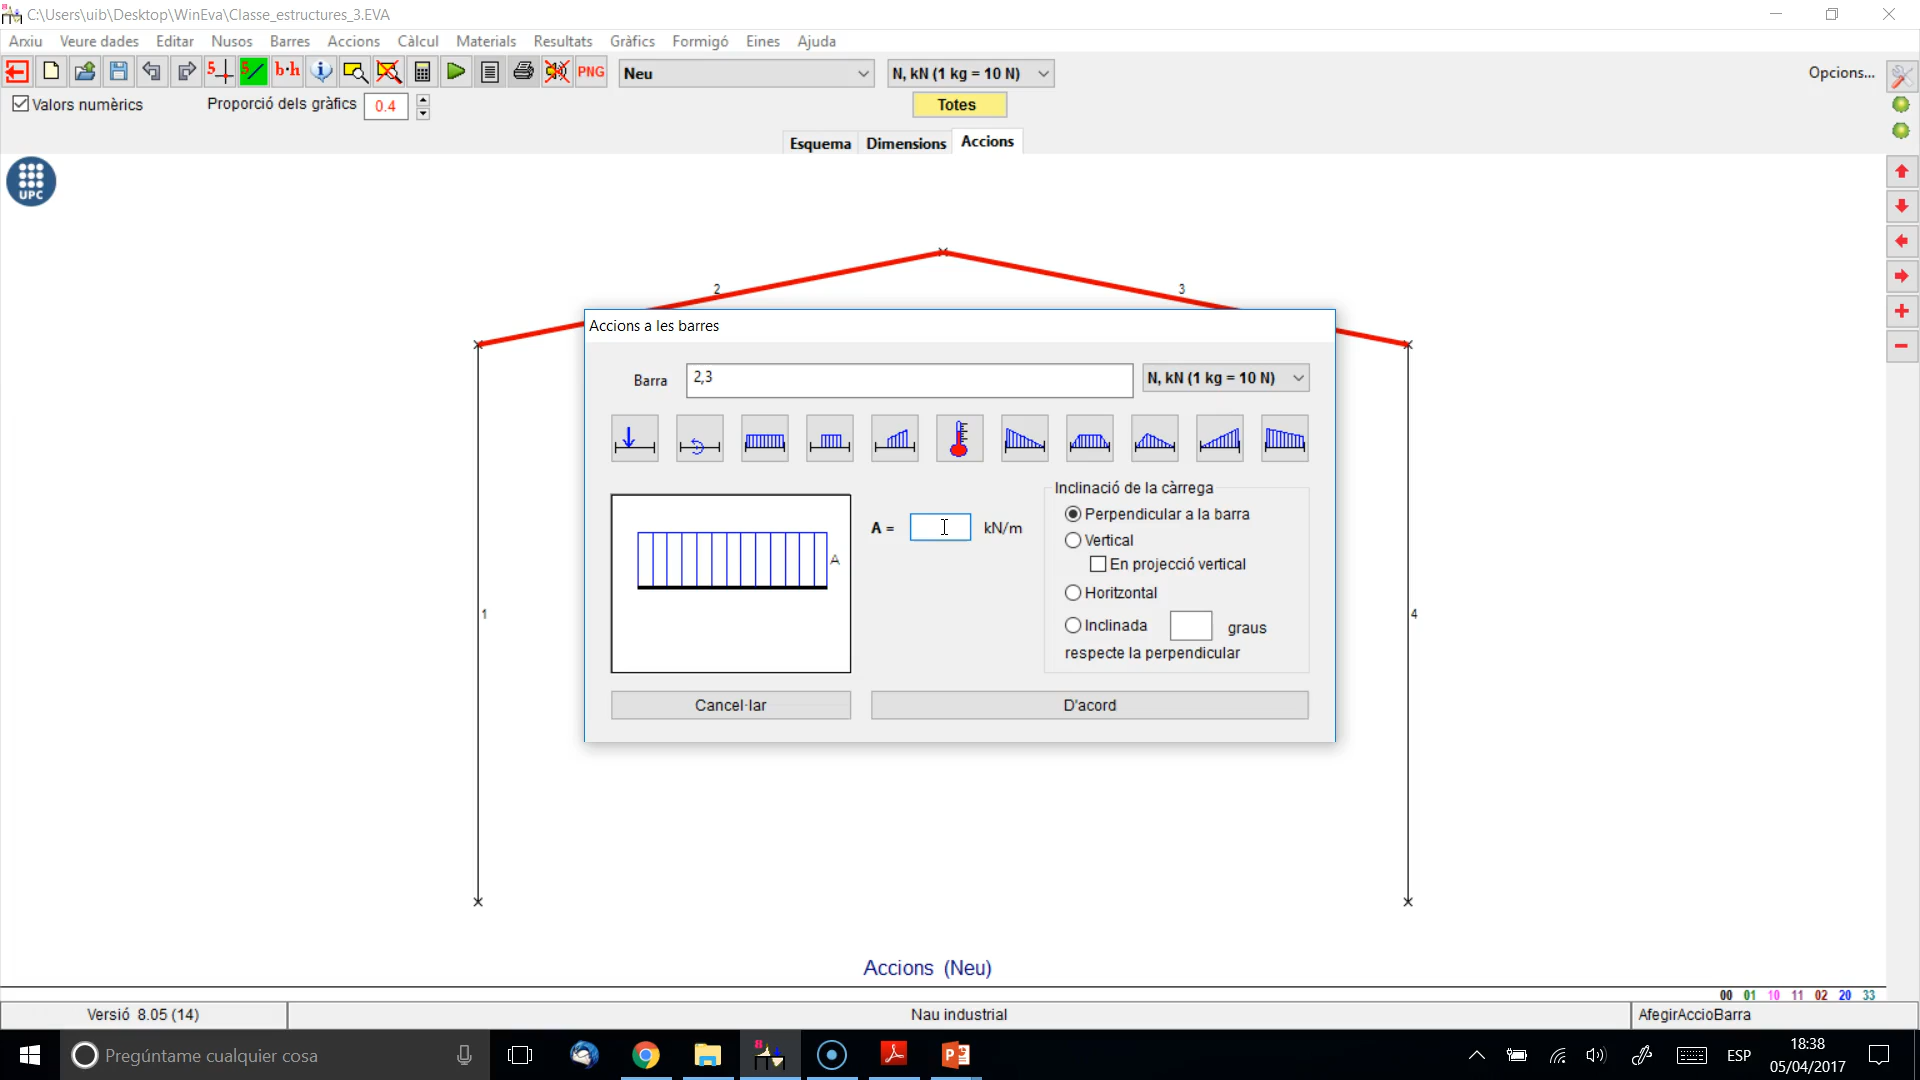 C:\Users\uib\Desktop\WinEva\Classe_estructures_3.EVA
Arxiu Veure dades Editar Nusos Barres Accions Càlcul Materials Resultats Gràfics Formigó Eines Ajuda
5 5 b·h PNG Neu N, kN (1 kg = 10 N) Opcions...
Valors numèrics Proporció dels gràfics 0.4 Totes
Esquema Dimensions Accions
UPC
2 3
Accions a les barres
Barra 2,3 N, kN (1 kg = 10 N)
Inclinació de la càrrega
A = kN/m Perpendicular a la barra
Vertical
A En projecció vertical
Horitzontal
1 4
Inclinada graus
respecte la perpendicular
Cancel·lar D'acord
Accions (Neu)
00 01 10 11 02 20 33
Versió 8.05 (14) Nau industrial AfegirAccioBarra
Pregúntame cualquier cosa ESP 18:38
05/04/2017